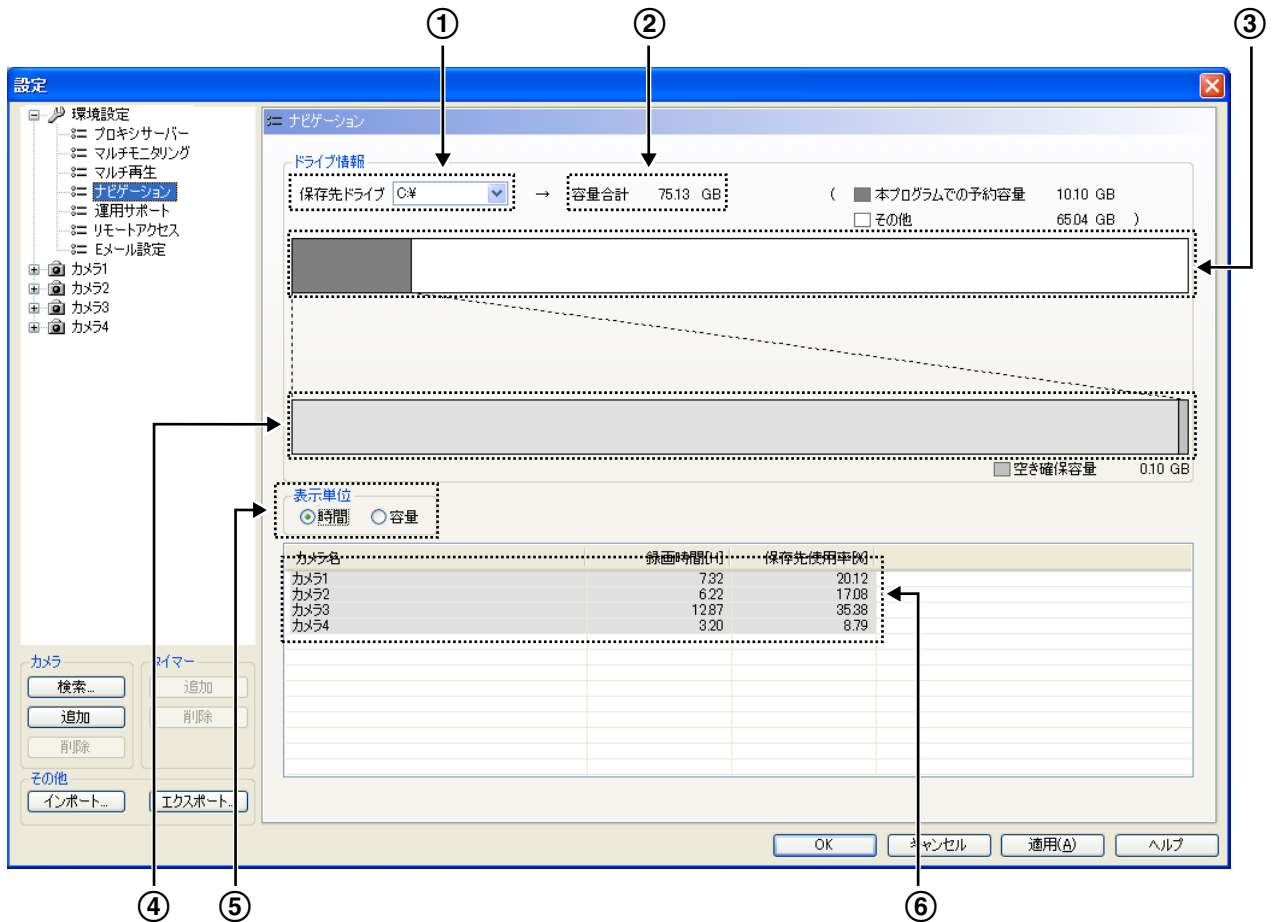 ① ② ③
設定
環境設定
プロキシサーバー
マルチモニタリング
マルチ再生
ナビゲーション
運用サポート
リモートアクセス
Eメール設定
カメラ1
カメラ2
カメラ3
カメラ4
ナビゲーション
ドライブ情報
保存先ドライブ C:¥ → 容量合計 75.13 GB ( 本プログラムでの予約容量 10.10 GB
その他 65.04 GB )
空き確保容量 0.10 GB
表示単位
時間 容量
カメラ名 録画時間[H] 保存先使用率[%]
カメラ1 7.32 20.12
カメラ2 6.22 17.08
カメラ3 12.87 35.38
カメラ4 3.20 8.79
カメラ
検索...
追加
削除
タイマー
追加
削除
その他
インポート... エクスポート...
OK キャンセル 適用(A) ヘルプ
④ ⑤ ⑥